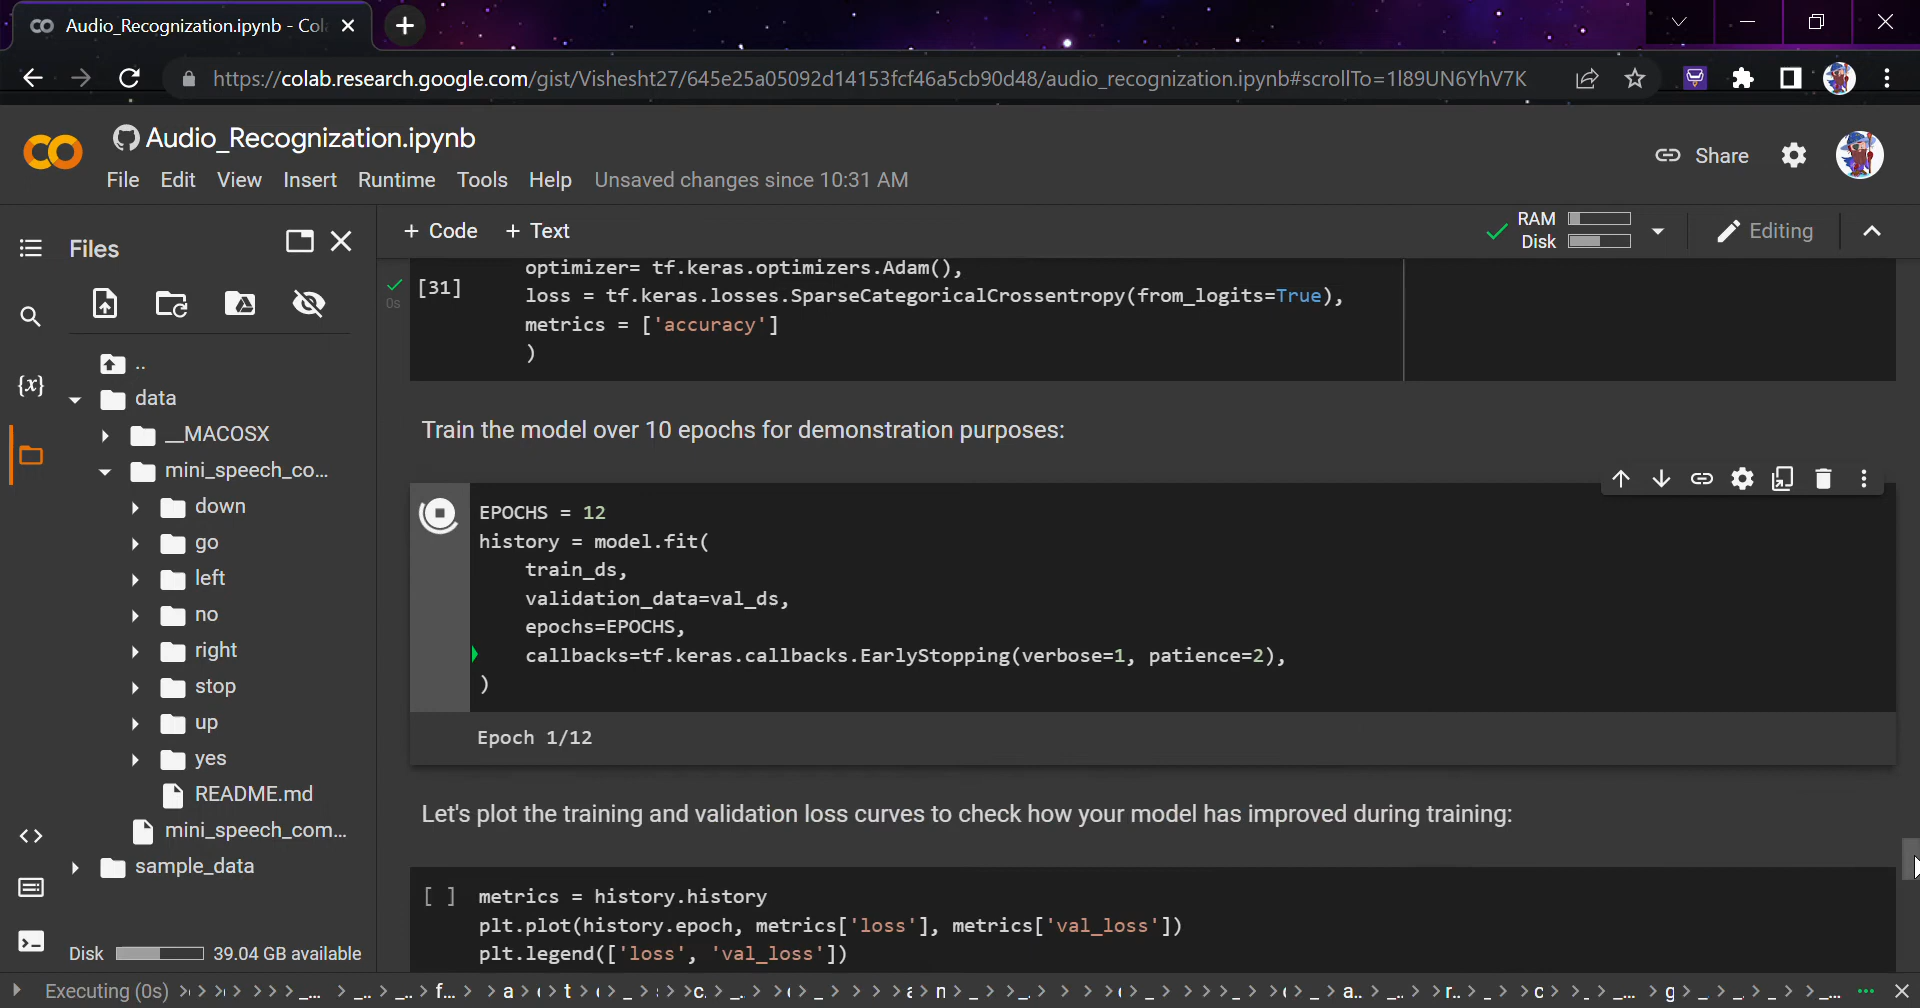 Audio_Recognization.ipynb - Col
https://colab.research.google.com/gist/Vishesht27/645e25a05092d14153fcf46a5cb90d48/audio_recognization.ipynb#scrollTo=1l89UN6YhV7K
Audio_Recognization.ipynb
Share
File Edit View Insert Runtime Tools Help Unsaved changes since 10:31 AM
Files
+ Code + Text
RAM
Disk
Editing
..
data
__MACOSX
mini_speech_co...
down
go
left
no
right
stop
up
yes
README.md
mini_speech_com...
sample_data
Disk 39.04 GB available
0s
[31]
optimizer= tf.keras.optimizers.Adam(),
loss = tf.keras.losses.SparseCategoricalCrossentropy(from_logits=True),
metrics = ['accuracy']
)
Train the model over 10 epochs for demonstration purposes:
EPOCHS = 12
history = model.fit(
train_ds,
validation_data=val_ds,
epochs=EPOCHS,
callbacks=tf.keras.callbacks.EarlyStopping(verbose=1, patience=2),
)
Epoch 1/12
Let's plot the training and validation loss curves to check how your model has improved during training:
[ ] metrics = history.history
plt.plot(history.epoch, metrics['loss'], metrics['val_loss'])
plt.legend(['loss', 'val_loss'])
Executing (0s)